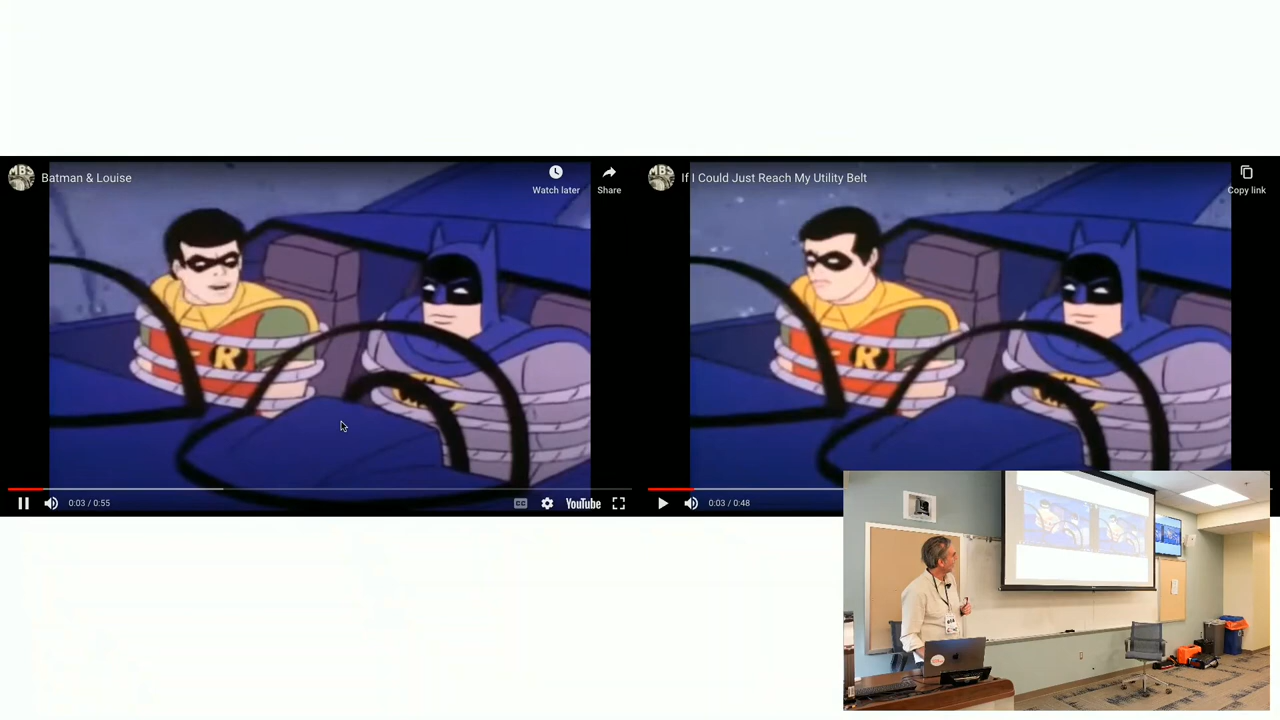 Batman & Louise
Watch later
Share
R
0:03 / 0:55
CC
YouTube
If I Could Just Reach My Utility Belt
Copy link
R
0:03 / 0:48